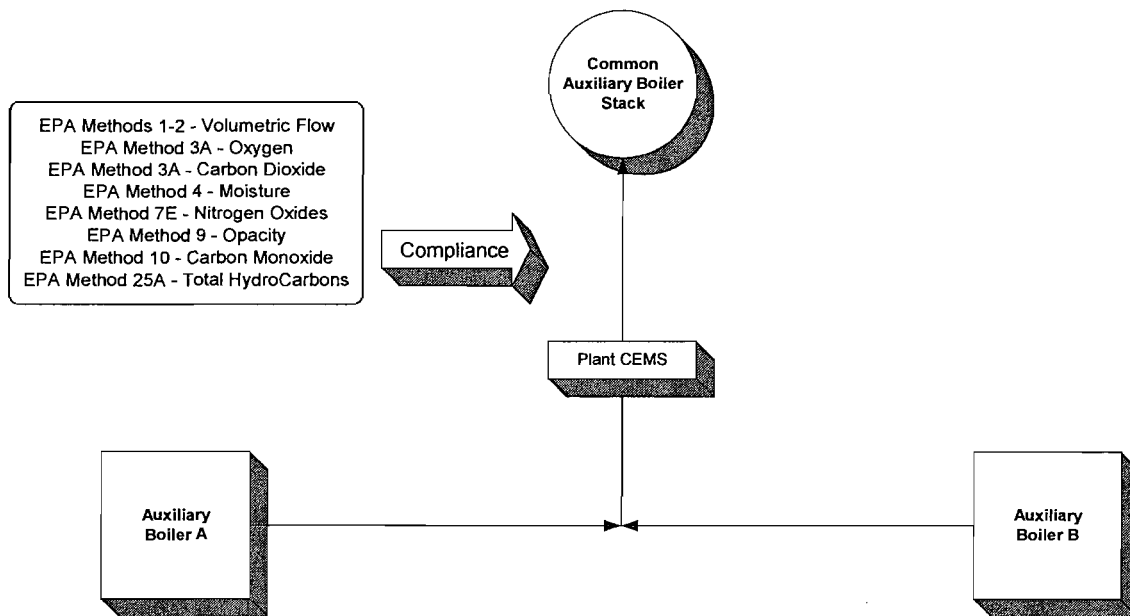 Common
Auxiliary Boiler
Stack
EPA Methods 1-2 - Volumetric Flow
EPA Method 3A - Oxygen
EPA Method 3A - Carbon Dioxide
EPA Method 4 - Moisture
EPA Method 7E - Nitrogen Oxides
EPA Method 9 - Opacity
EPA Method 10 - Carbon Monoxide
EPA Method 25A - Total HydroCarbons
Compliance
Plant CEMS
Auxiliary
Boiler A
Auxiliary
Boiler B